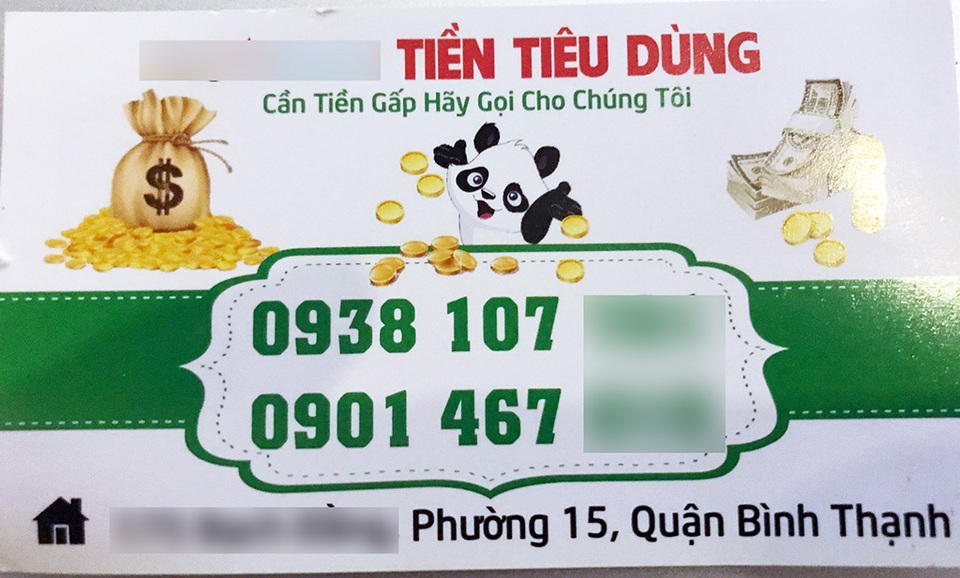 TIỀN TIÊU DÙNG
Cần Tiền Gấp Hãy Gọi Cho Chúng Tôi
$
0938 107
0901 467
Phường 15, Quận Bình Thạnh